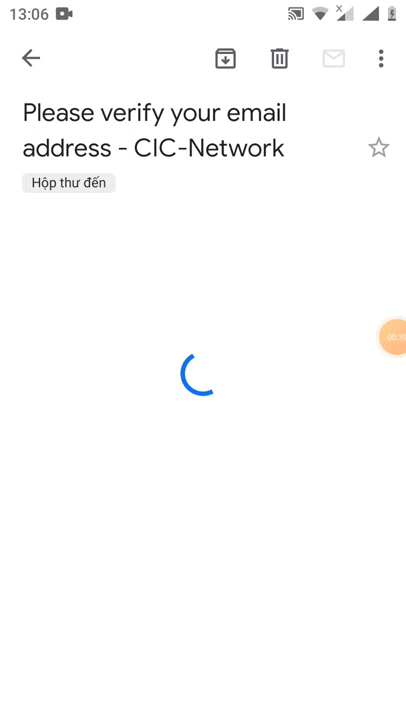 13:06
Please verify your email
address - CIC-Network
Hộp thư đến